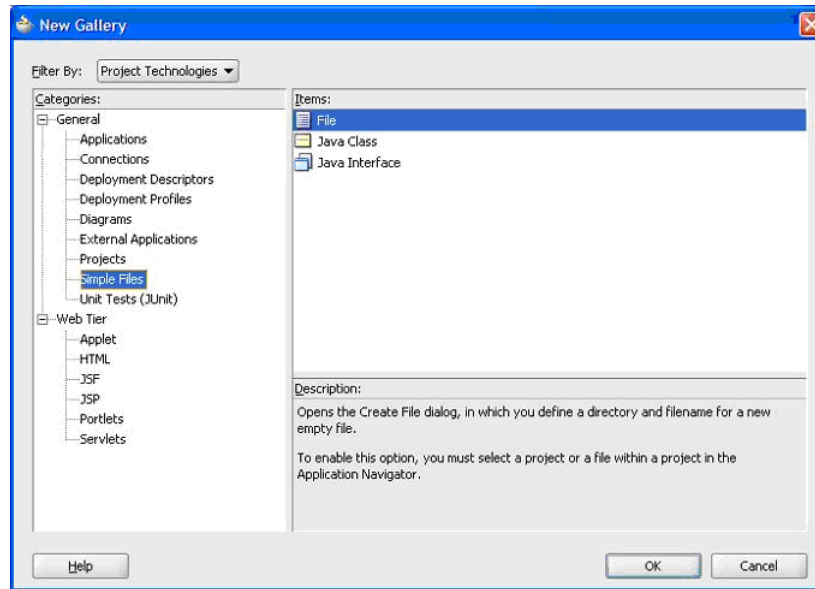 New Gallery
Filter By: Project Technologies
Categories:
General
Applications
Connections
Deployment Descriptors
Deployment Profiles
Diagrams
External Applications
Projects
Simple Files
Unit Tests (JUnit)
Web Tier
Applet
HTML
JSF
JSP
Portlets
Servlets
Items:
File
Java Class
Java Interface
Description:
Opens the Create File dialog, in which you define a directory and filename for a new
empty file.
To enable this option, you must select a project or a file within a project in the
Application Navigator.
Help
OK
Cancel